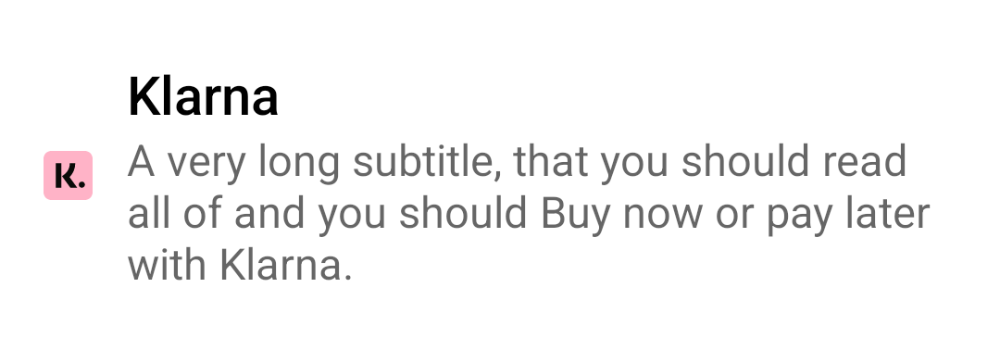 Klarna
K.
A very long subtitle, that you should read
all of and you should Buy now or pay later
with Klarna.